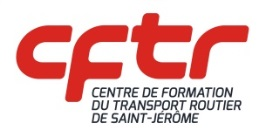 cftr
CENTRE DE FORMATION
DU TRANSPORT ROUTIER
DE SAINT-JÉRÔME